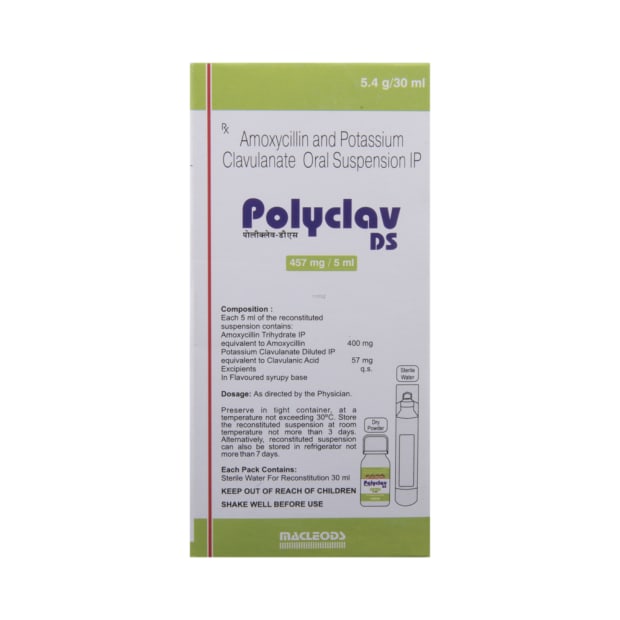 5.4 g/30 ml
Rx
Amoxycillin and Potassium
Clavulanate Oral Suspension IP
Polyclav
पोलीक्लेव-डीएस
DS
457 mg / 5 ml
Composition :
Each 5 ml of the reconstituted
suspension contains:
Amoxycillin Trihydrate IP
equivalent to Amoxycillin 400 mg
Potassium Clavulanate Diluted IP
equivalent to Clavulanic Acid 57 mg
Excipients q.s.
In Flavoured syrupy base
Dosage: As directed by the Physician.
Preserve in tight container, at a
temperature not exceeding 30ºC. Store
the reconstituted suspension at room
temperature not more than 3 days.
Alternatively, reconstituted suspension
can also be stored in refrigerator not
more than 7 days.
Each Pack Contains:
Sterile Water For Reconstitution 30 ml
KEEP OUT OF REACH OF CHILDREN
SHAKE WELL BEFORE USE
Sterile
Water
Dry
Powder
Polyclav
DS
MACLEODS